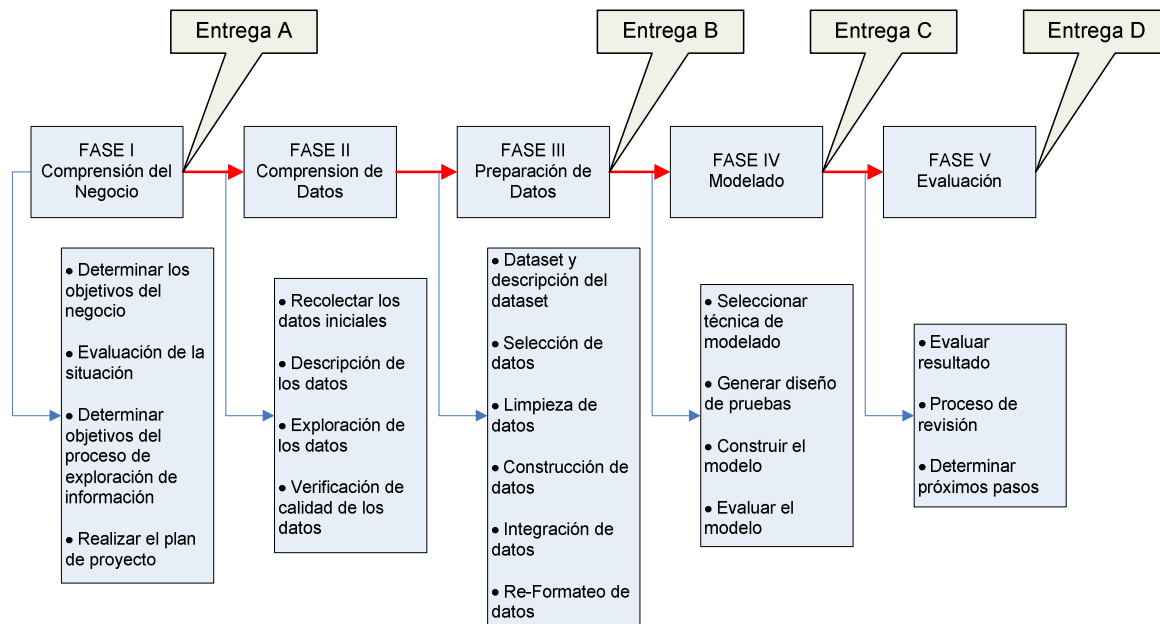 Entrega A
Entrega B
Entrega C
Entrega D
FASE I
Comprensión del
Negocio
FASE II
Comprension de
Datos
FASE III
Preparación de
Datos
FASE IV
Modelado
FASE V
Evaluación
• Determinar los
objetivos del
negocio
• Evaluación de la
situación
• Determinar
objetivos del
proceso de
exploración de
información
• Realizar el plan
de proyecto
• Recolectar los
datos iniciales
• Descripción de
los datos
• Exploración de
los datos
• Verificación de
calidad de los
datos
• Dataset y
descripción del
dataset
• Selección de
datos
• Limpieza de
datos
• Construcción de
datos
• Integración de
datos
• Re-Formateo de
datos
• Seleccionar
técnica de
modelado
• Generar diseño
de pruebas
• Construir el
modelo
• Evaluar el
modelo
• Evaluar
resultado
• Proceso de
revisión
• Determinar
próximos pasos